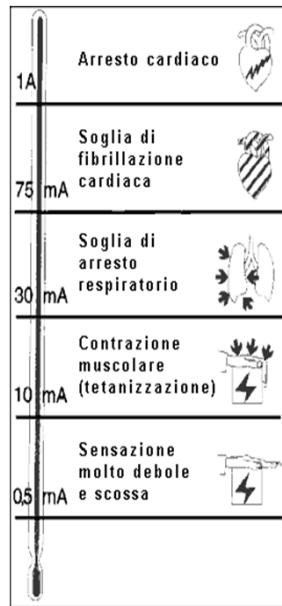 Arresto cardiaco
1A
Soglia di
fibrillazione
cardiaca
75 mA
Soglia di
arresto
respiratorio
30 mA
Contrazione
muscolare
(tetanizzazione)
10 mA
Sensazione
molto debole
e scossa
0,5 mA